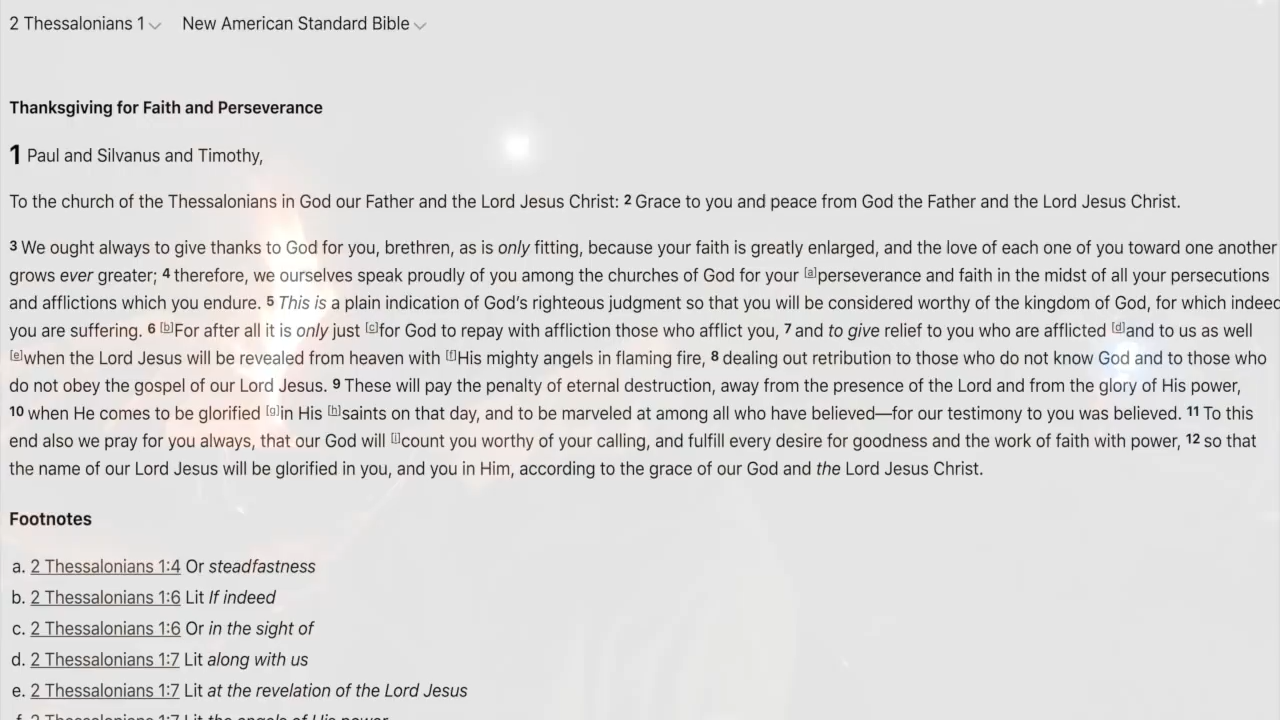 2 Thessalonians 1 New American Standard Bible
Thanksgiving for Faith and Perseverance
1 Paul and Silvanus and Timothy,
To the church of the Thessalonians in God our Father and the Lord Jesus Christ: 2 Grace to you and peace from God the Father and the Lord Jesus Christ.
3 We ought always to give thanks to God for you, brethren, as is only fitting, because your faith is greatly enlarged, and the love of each one of you toward one another
grows ever greater; 4 therefore, we ourselves speak proudly of you among the churches of God for your [a]perseverance and faith in the midst of all your persecutions
and afflictions which you endure. 5 This is a plain indication of God's righteous judgment so that you will be considered worthy of the kingdom of God, for which indeed
you are suffering. 6 [b]For after all it is only just [c]for God to repay with affliction those who afflict you, 7 and to give relief to you who are afflicted [d]and to us as well
[e]when the Lord Jesus will be revealed from heaven with [f]His mighty angels in flaming fire, 8 dealing out retribution to those who do not know God and to those who
do not obey the gospel of our Lord Jesus. 9 These will pay the penalty of eternal destruction, away from the presence of the Lord and from the glory of His power,
10 when He comes to be glorified [g]in His [h]saints on that day, and to be marveled at among all who have believed—for our testimony to you was believed. 11 To this
end also we pray for you always, that our God will [i]count you worthy of your calling, and fulfill every desire for goodness and the work of faith with power, 12 so that
the name of our Lord Jesus will be glorified in you, and you in Him, according to the grace of our God and the Lord Jesus Christ.
Footnotes
a. 2 Thessalonians 1:4 Or steadfastness
b. 2 Thessalonians 1:6 Lit If indeed
c. 2 Thessalonians 1:6 Or in the sight of
d. 2 Thessalonians 1:7 Lit along with us
e. 2 Thessalonians 1:7 Lit at the revelation of the Lord Jesus
f. 2 Thessalonians 1:7 Lit the angels of His power